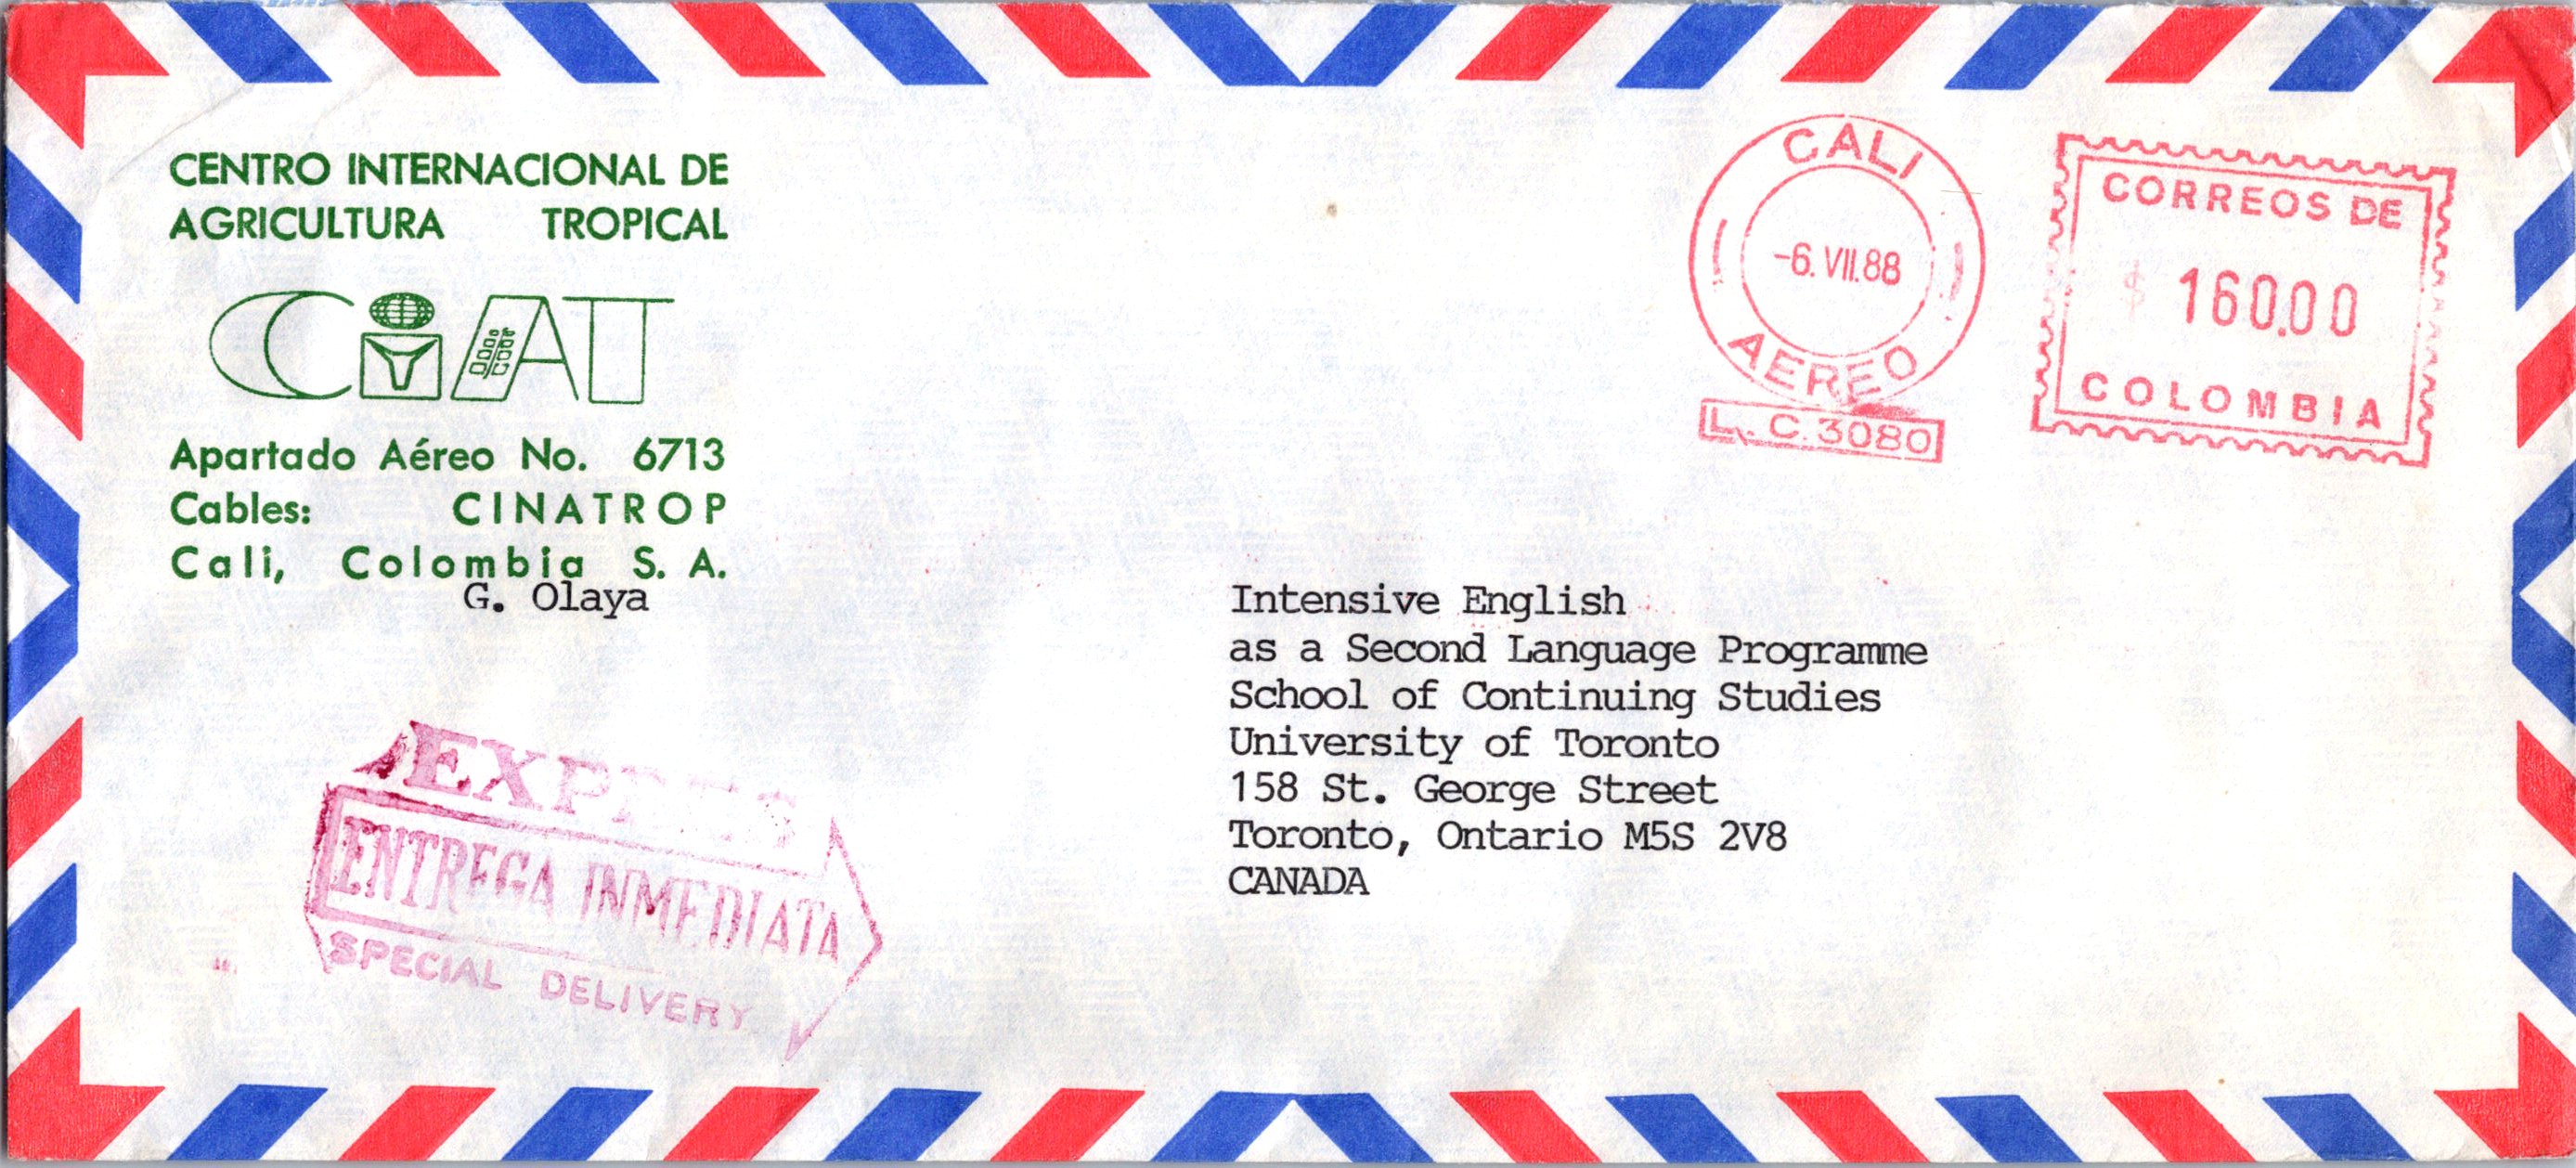 CENTRO INTERNACIONAL DE
AGRICULTURA TROPICAL
CIAT
Apartado Aéreo No. 6713
Cables: CINATROP
Cali, Colombia S. A.
G. Olaya
CALI
-6. VII.88
AEREO
L. C. 3080
CORREOS DE
$ 160.00
COLOMBIA
Intensive English
as a Second Language Programme
School of Continuing Studies
University of Toronto
158 St. George Street
Toronto, Ontario M5S 2V8
CANADA
ENTREGA INMEDIATA
SPECIAL DELIVERY